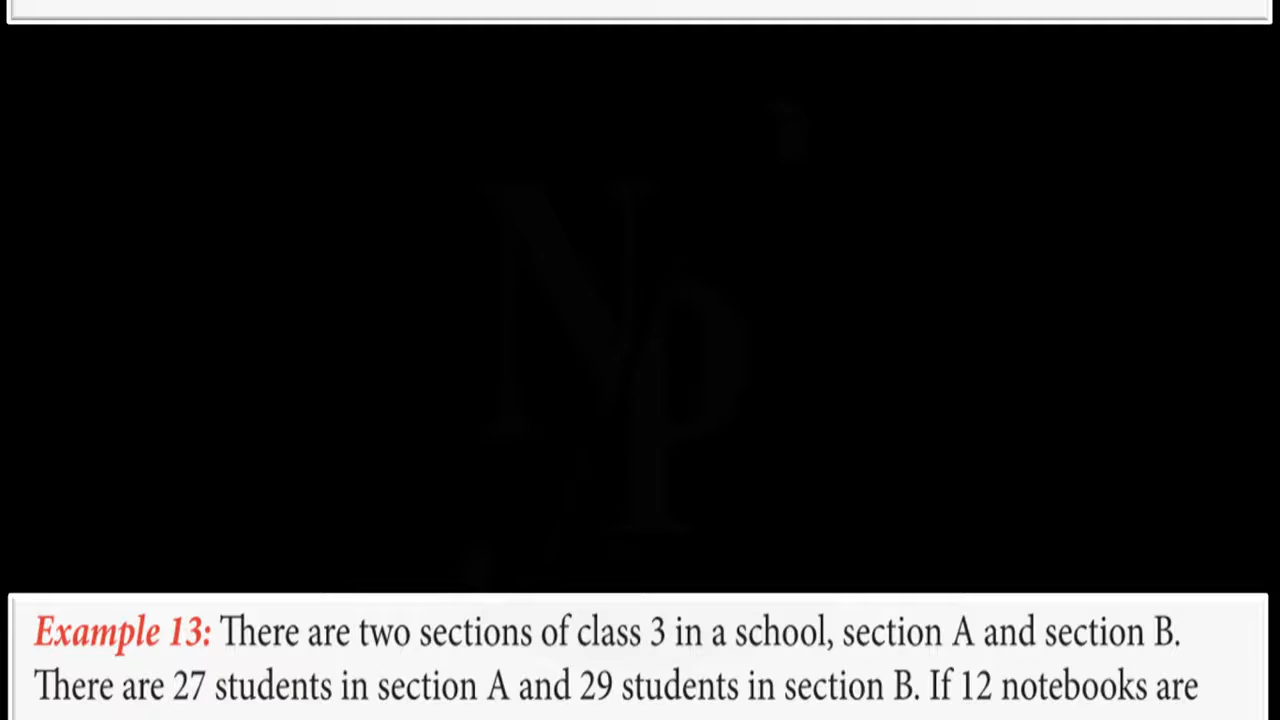 Example 13: There are two sections of class 3 in a school, section A and section B.
There are 27 students in section A and 29 students in section B. If 12 notebooks are
NP